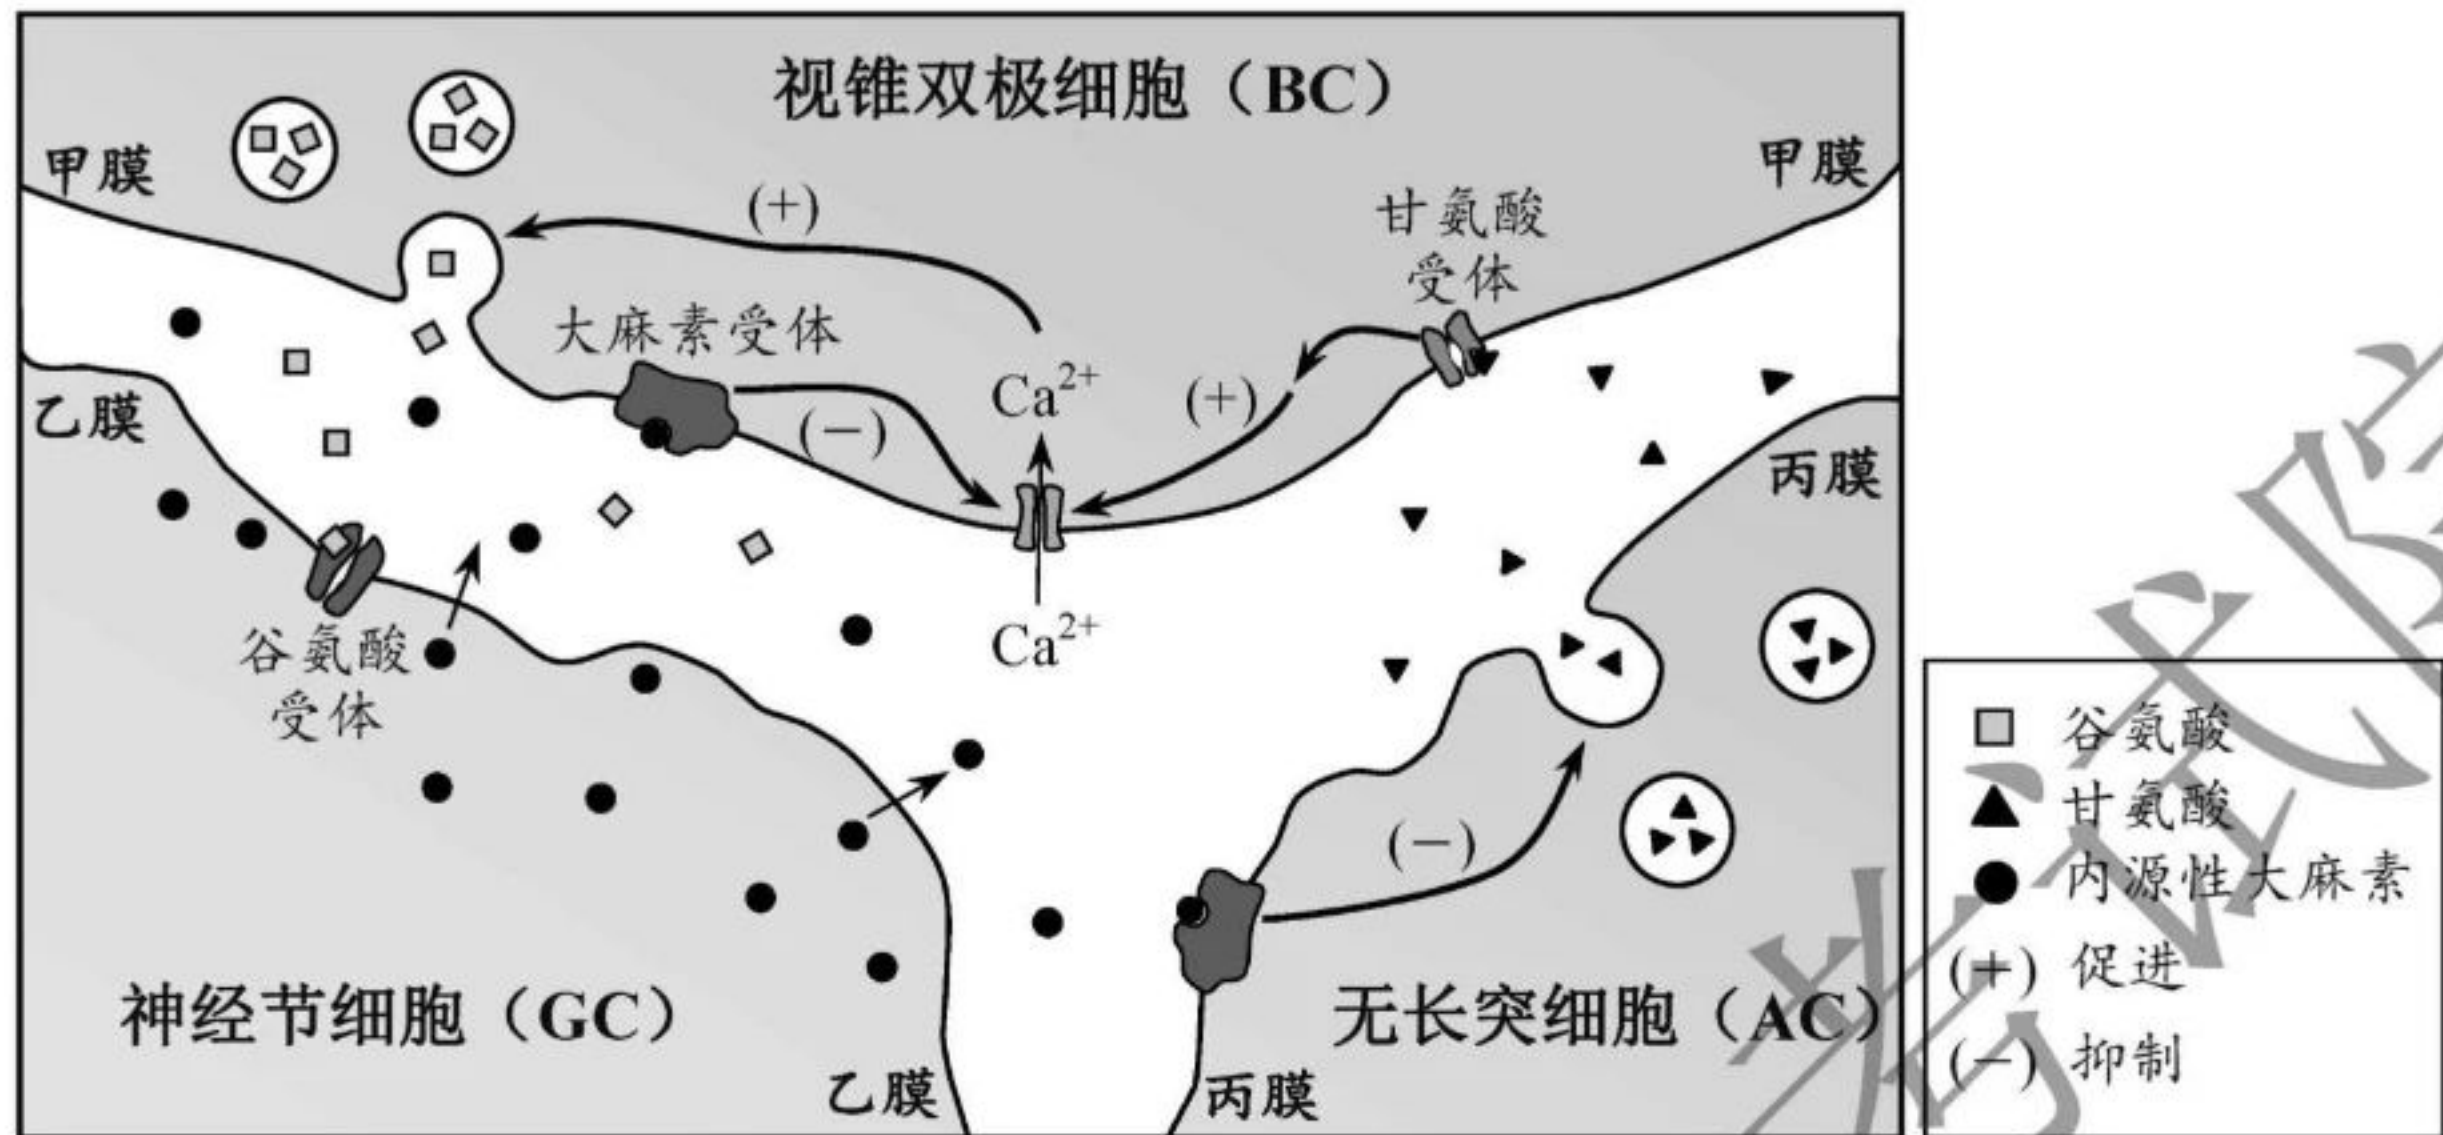 视锥双极细胞（BC）
甲膜
甲膜
(+)
甘氨酸
受体
大麻素受体
Ca²⁺
(+)
(－)
乙膜
丙膜
谷氨酸
受体
Ca²⁺
(－)
神经节细胞（GC）
无长突细胞（AC）
乙膜
丙膜
谷氨酸
甘氨酸
内源性大麻素
(+) 促进
(－) 抑制
考试院